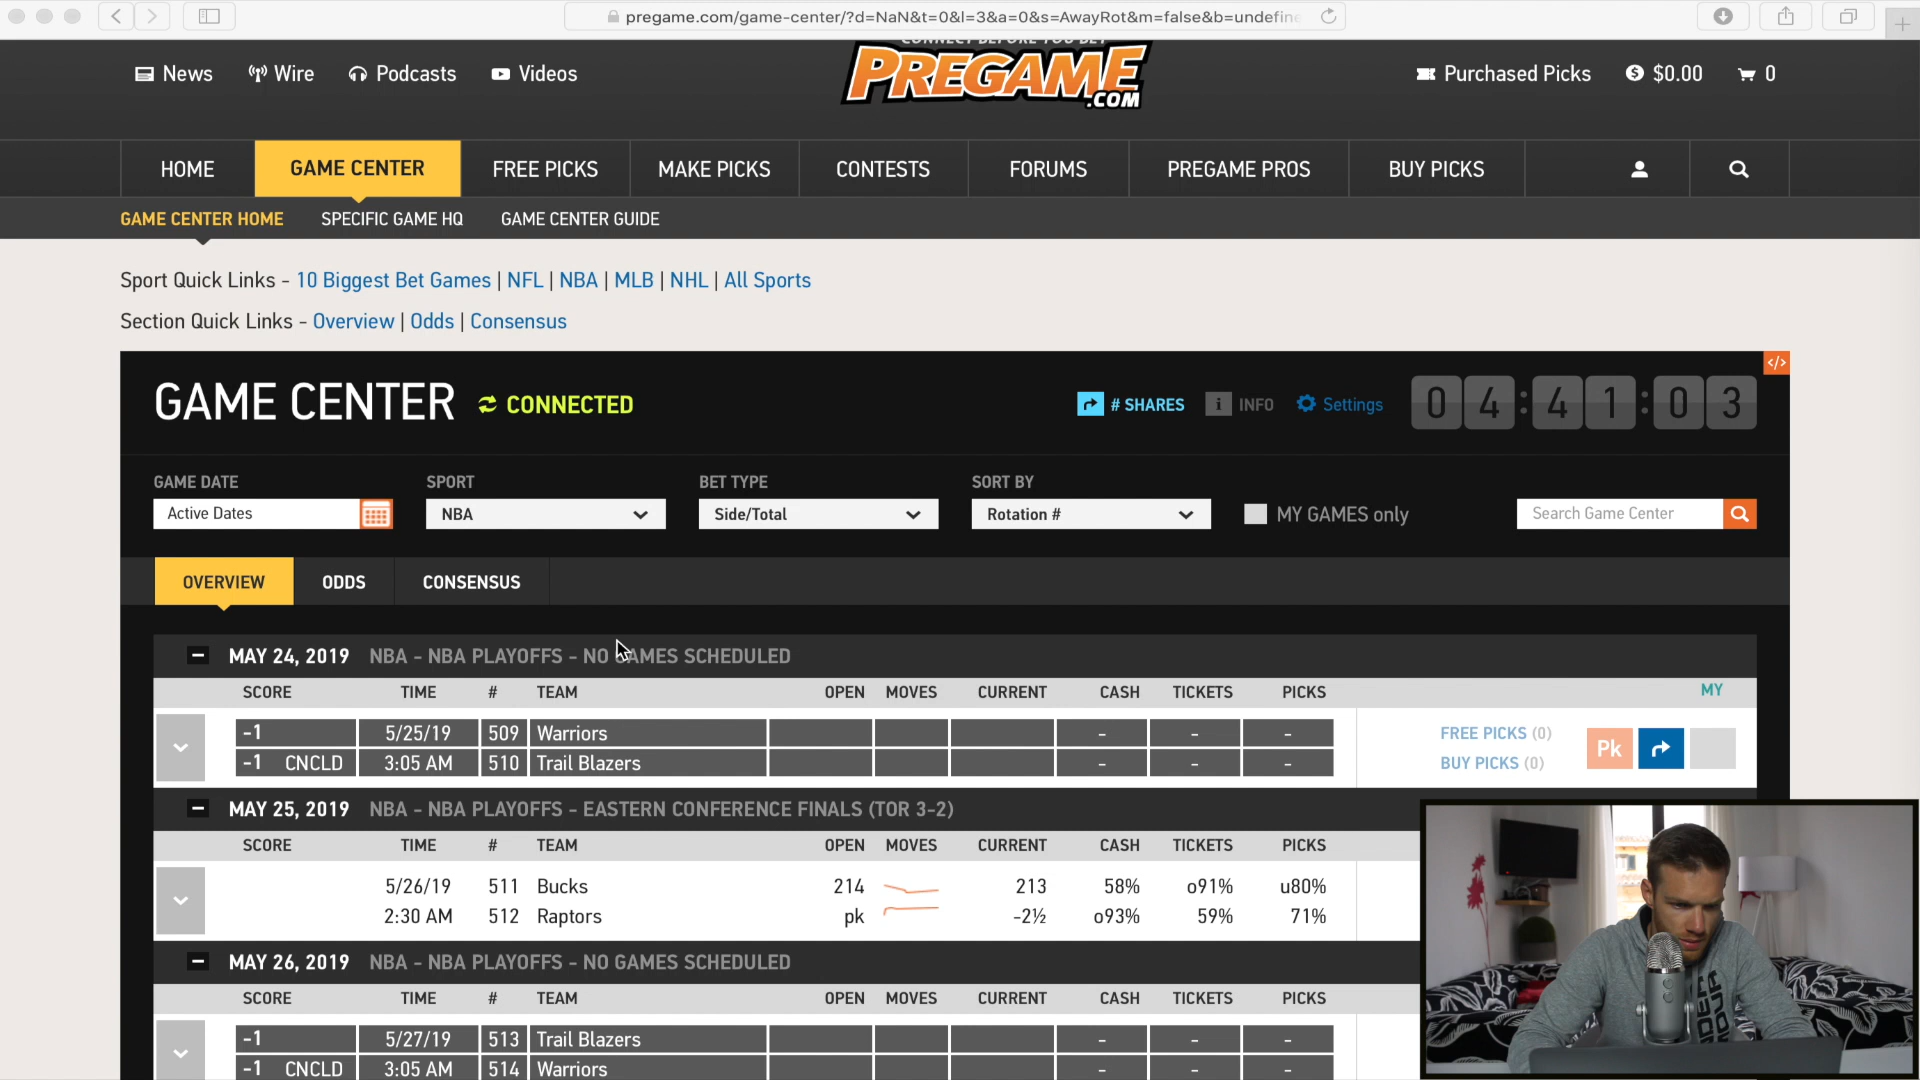 pregame.com/game-center/?d=NaN&t=0&l=3&a=0&s=AwayRot&m=false&b=undefine
CONNECT BEFORE YOU BET
News Wire Podcasts Videos
PREGAME
.COM
Purchased Picks $0.00 0
HOME GAME CENTER FREE PICKS MAKE PICKS CONTESTS FORUMS PREGAME PROS BUY PICKS
GAME CENTER HOME SPECIFIC GAME HQ GAME CENTER GUIDE
Sport Quick Links - 10 Biggest Bet Games | NFL | NBA | MLB | NHL | All Sports
Section Quick Links - Overview | Odds | Consensus
</>
GAME CENTER CONNECTED # SHARES i INFO Settings 04:41:03
GAME DATE SPORT BET TYPE SORT BY
Active Dates NBA Side/Total Rotation # MY GAMES only Search Game Center
OVERVIEW ODDS CONSENSUS
MAY 24, 2019 NBA - NBA PLAYOFFS - NO GAMES SCHEDULED
SCORE TIME # TEAM OPEN MOVES CURRENT CASH TICKETS PICKS MY
-1 5/25/19 509 Warriors - - - FREE PICKS (0)
-1 CNCLD 3:05 AM 510 Trail Blazers - - - BUY PICKS (0)
Pk
MAY 25, 2019 NBA - NBA PLAYOFFS - EASTERN CONFERENCE FINALS (TOR 3-2)
SCORE TIME # TEAM OPEN MOVES CURRENT CASH TICKETS PICKS
5/26/19 511 Bucks 214 213 58% o91% u80%
2:30 AM 512 Raptors pk -2½ o93% 59% 71%
MAY 26, 2019 NBA - NBA PLAYOFFS - NO GAMES SCHEDULED
SCORE TIME # TEAM OPEN MOVES CURRENT CASH TICKETS PICKS
-1 5/27/19 513 Trail Blazers - - -
-1 CNCLD 3:05 AM 514 Warriors - - -